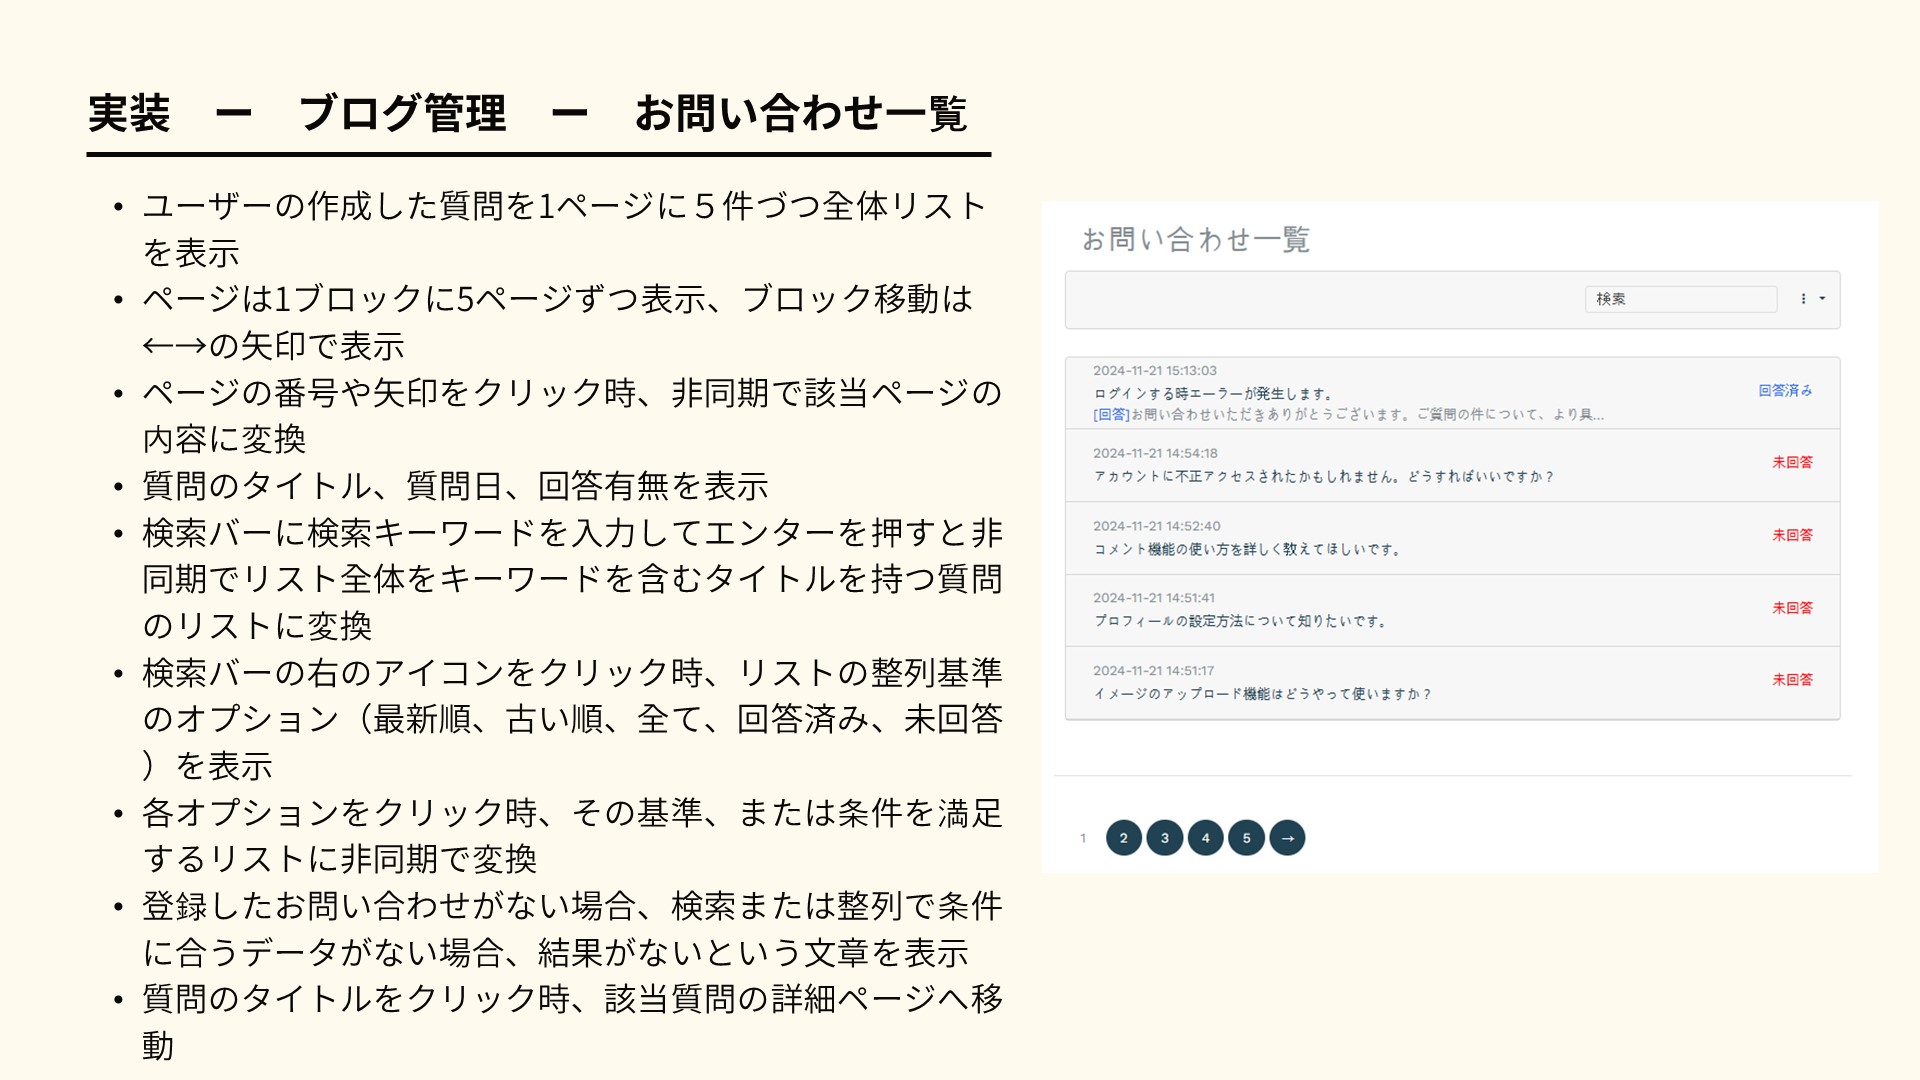 実装　ー　ブログ管理　ー　お問い合わせ一覧
• ユーザーの作成した質問を1ページに５件づつ全体リスト
を表示
• ページは1ブロックに5ページずつ表示、ブロック移動は
←→の矢印で表示
• ページの番号や矢印をクリック時、非同期で該当ページの
内容に変換
• 質問のタイトル、質問日、回答有無を表示
• 検索バーに検索キーワードを入力してエンターを押すと非
同期でリスト全体をキーワードを含むタイトルを持つ質問
のリストに変換
• 検索バーの右のアイコンをクリック時、リストの整列基準
のオプション（最新順、古い順、全て、回答済み、未回答
）を表示
• 各オプションをクリック時、その基準、または条件を満足
するリストに非同期で変換
• 登録したお問い合わせがない場合、検索または整列で条件
に合うデータがない場合、結果がないという文章を表示
• 質問のタイトルをクリック時、該当質問の詳細ページへ移
動
お問い合わせ一覧
検索
2024-11-21 15:13:03
ログインする時エーラーが発生します。
回答済み
[回答]お問い合わせいただきありがとうございます。ご質問の件について、より具...
2024-11-21 14:54:18
アカウントに不正アクセスされたかもしれません。どうすればいいですか？
未回答
2024-11-21 14:52:40
コメント機能の使い方を詳しく教えてほしいです。
未回答
2024-11-21 14:51:41
プロフィールの設定方法について知りたいです。
未回答
2024-11-21 14:51:17
イメージのアップロード機能はどうやって使いますか？
未回答
1 2 3 4 5 →